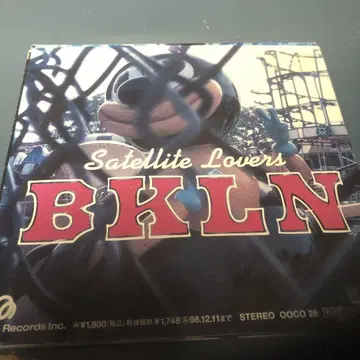 Satellite Lovers
BKLN
Records Inc. ¥1,800(税込)税抜価格¥1,748 98.12.11まで STEREO OOCO 26